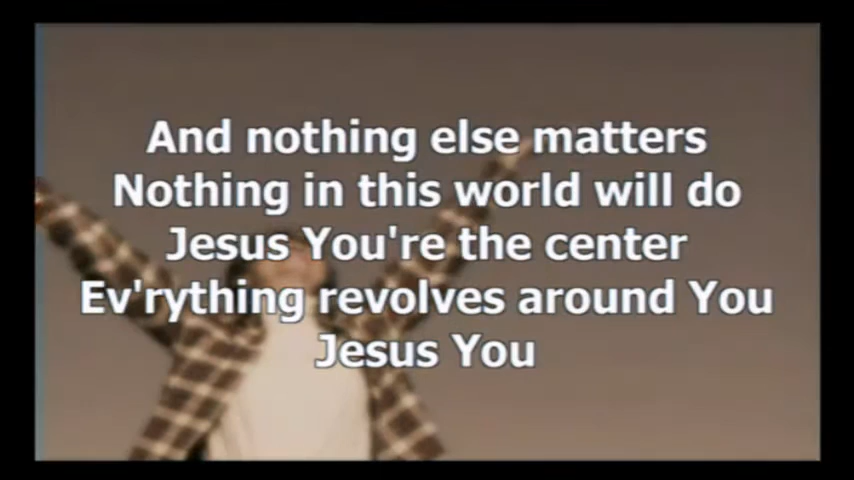 And nothing else matters
Nothing in this world will do
Jesus You're the center
Ev'rything revolves around You
Jesus You